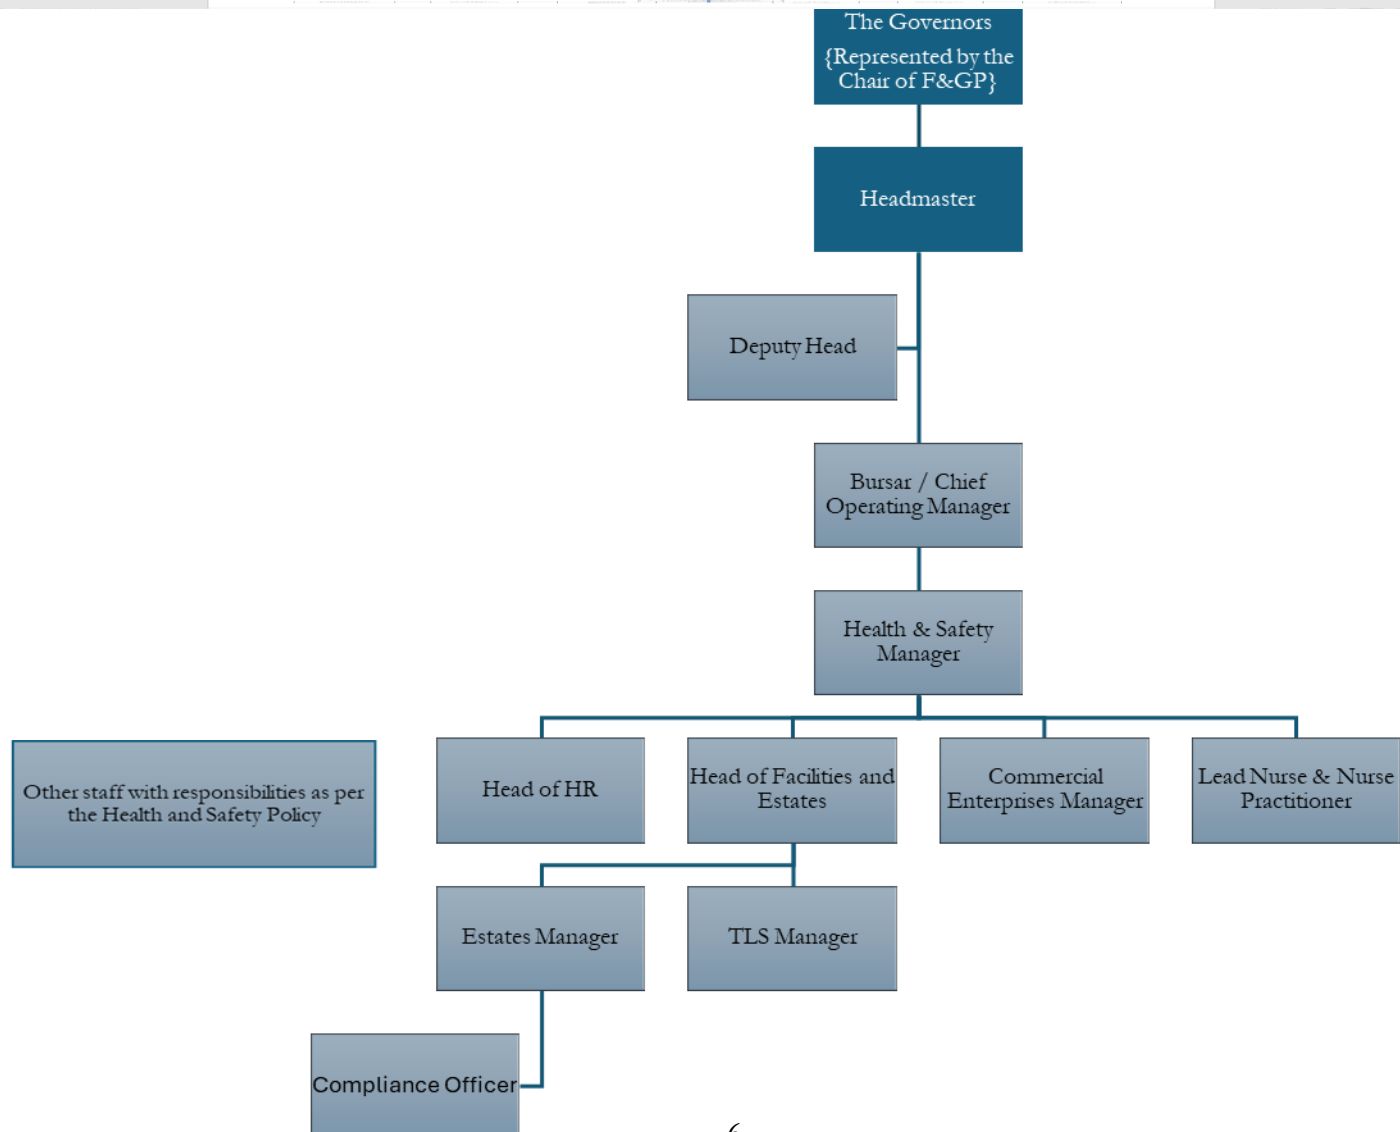 The Governors
{Represented by the
Chair of F&GP}
Headmaster
Deputy Head
Bursar / Chief
Operating Manager
Health & Safety
Manager
Other staff with responsibilities as per
the Health and Safety Policy
Head of HR
Head of Facilities and
Estates
Commercial
Enterprises Manager
Lead Nurse & Nurse
Practitioner
Estates Manager
TLS Manager
Compliance Officer